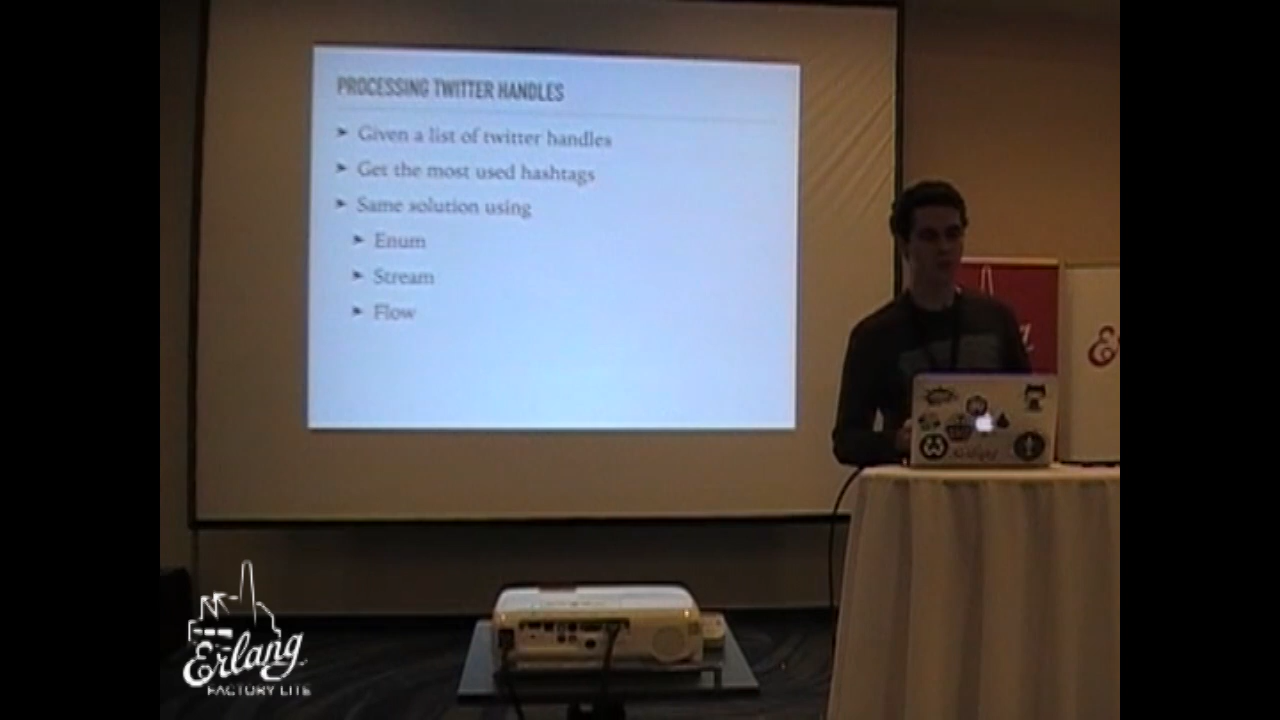 PROCESSING TWITTER HANDLES
➤ Given a list of twitter handles
➤ Get the most used hashtags
➤ Same solution using
➤ Enum
➤ Stream
➤ Flow
Erlang
FACTORY LITE